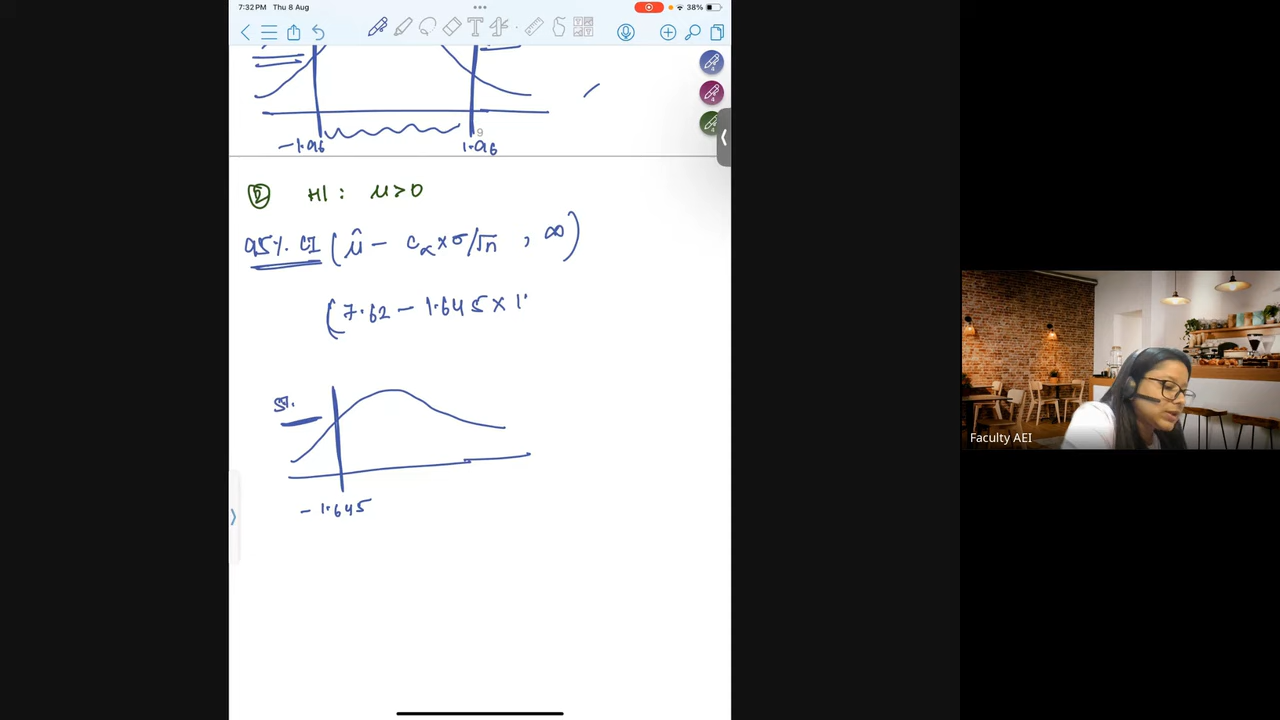 7:32 PM Thu 8 Aug
38%
9
-1.96
1.96
② H1 : μ>0
95% CI (μ̂ - cα × σ/√n , ∞)
(7.62 - 1.645 × 1.
5%
-1.645
Faculty AEI